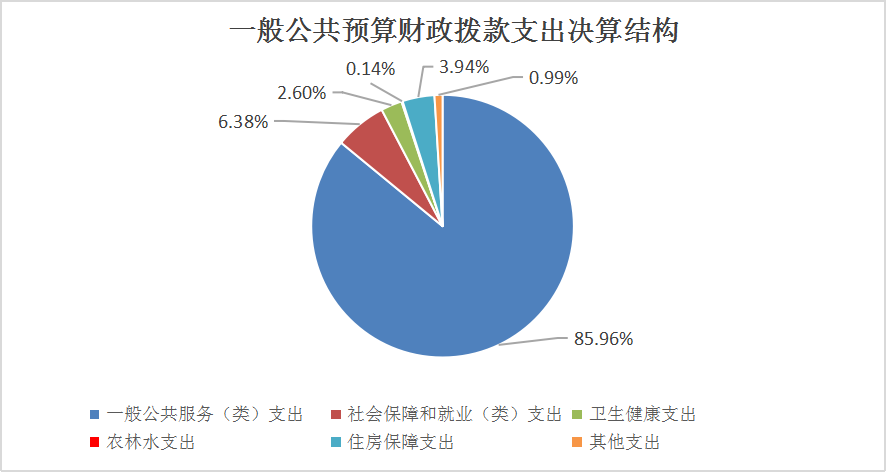 一般公共预算财政拨款支出决算结构
0.14%
3.94%
0.99%
2.60%
6.38%
85.96%
一般公共服务（类）支出
社会保障和就业（类）支出
卫生健康支出
农林水支出
住房保障支出
其他支出